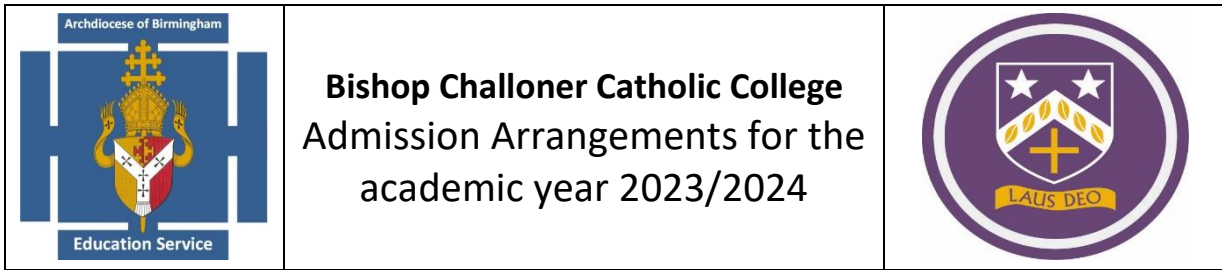 Archdiocese of Birmingham
Education Service
Bishop Challoner Catholic College
Admission Arrangements for the
academic year 2023/2024
LAUS DEO